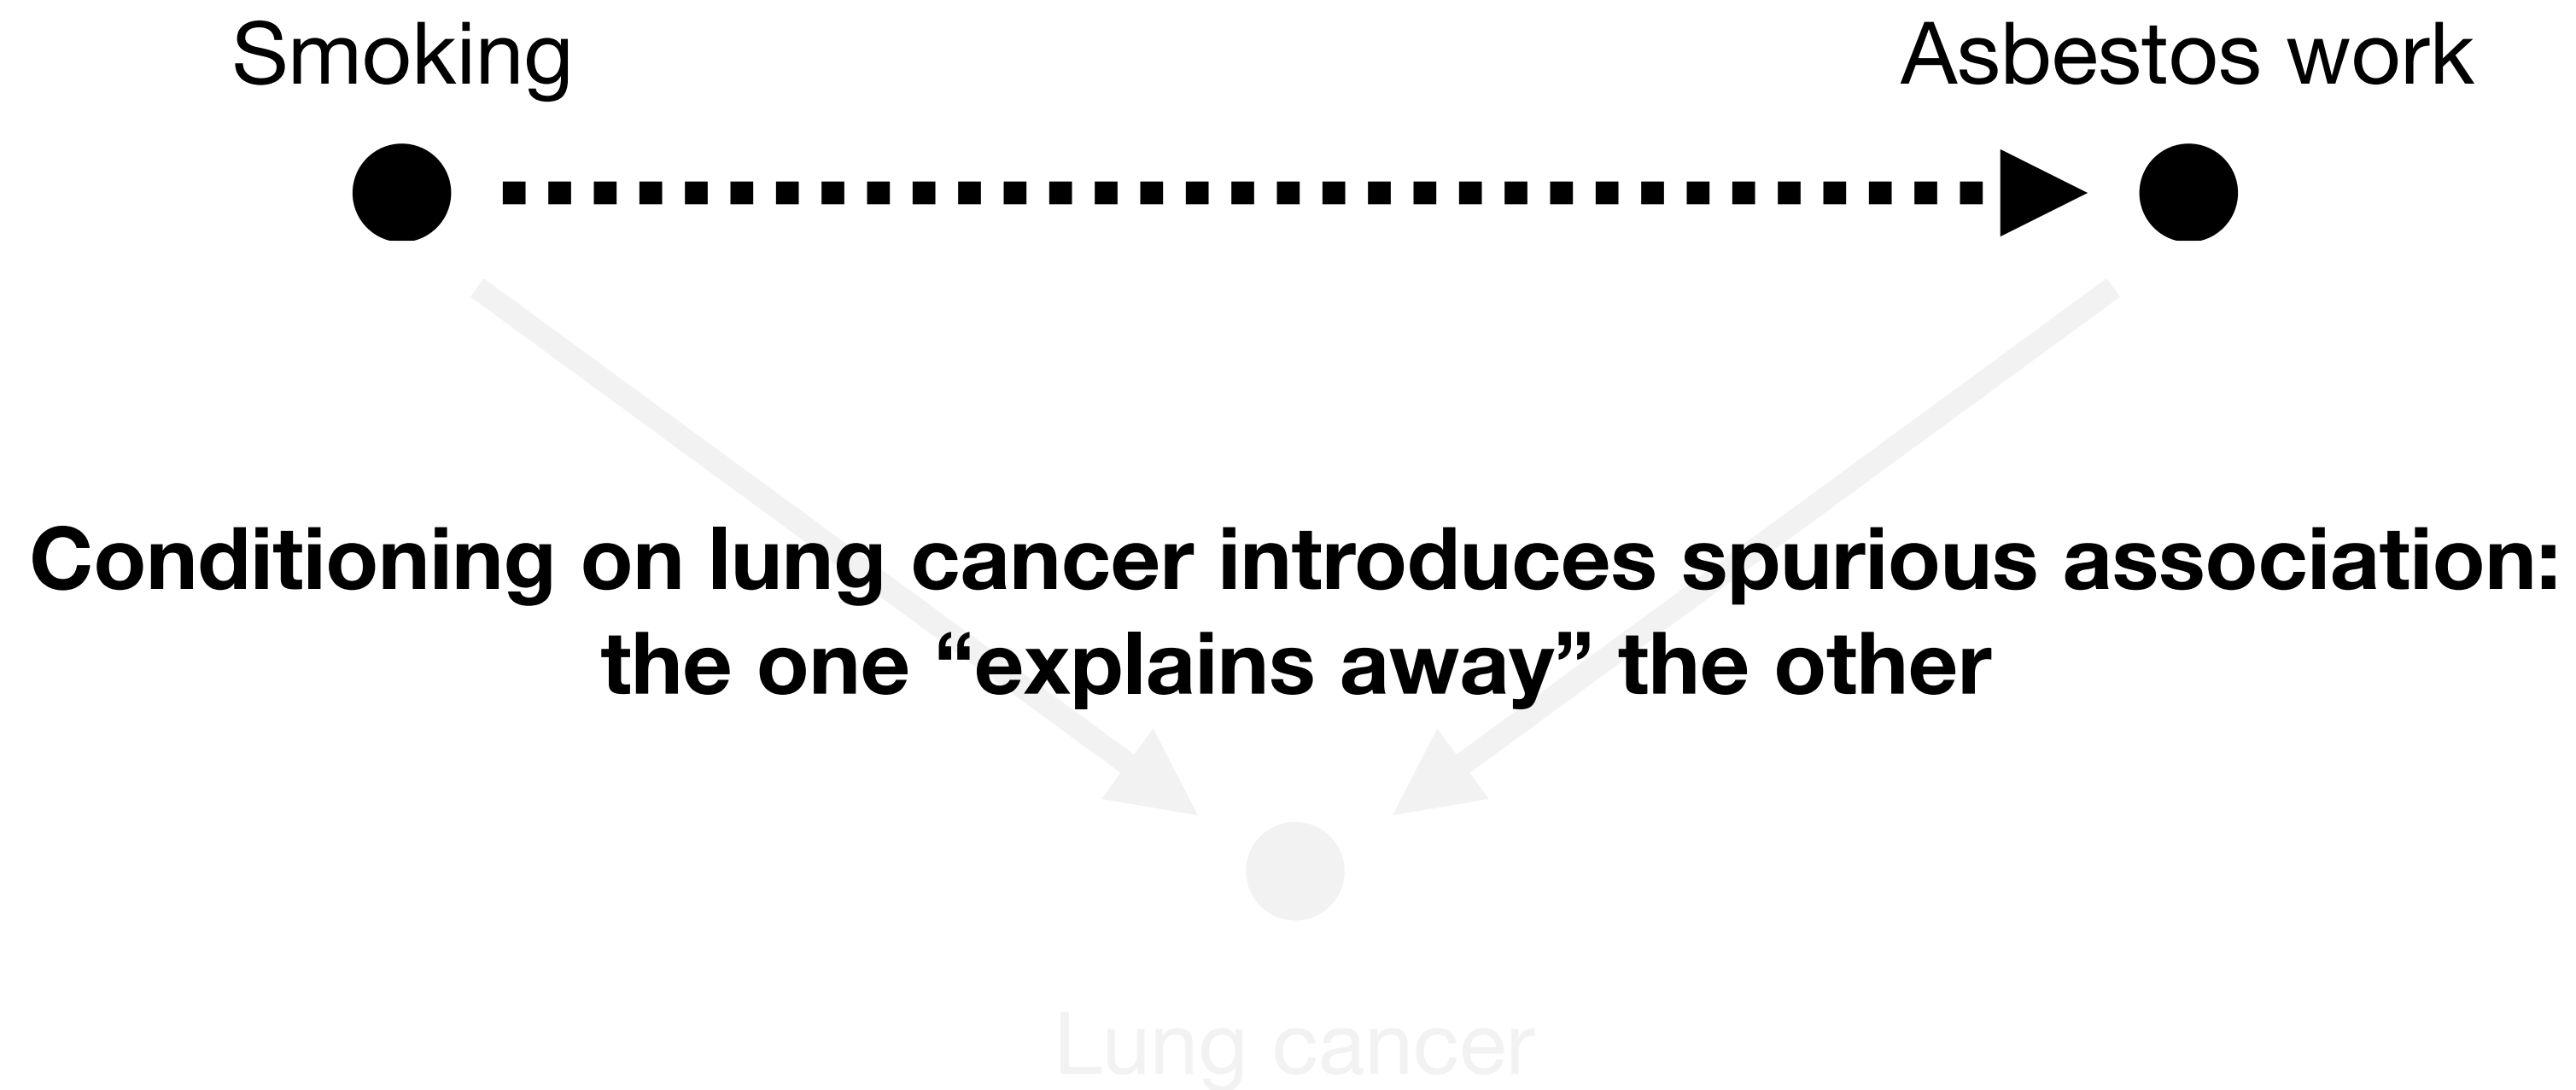 Smoking
Asbestos work
Conditioning on lung cancer introduces spurious association:
the one “explains away” the other
Lung cancer